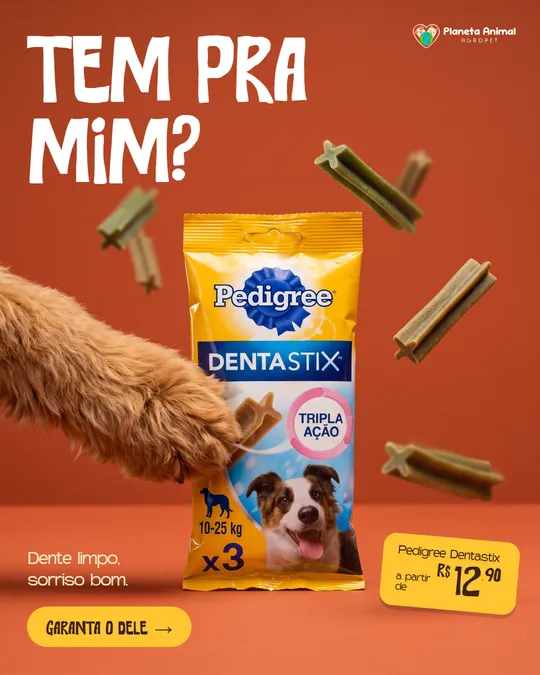 TEM PRA
MiM?
Planeta Animal
AGROPET
Pedigree
DENTASTIX™
TRIPLA
AÇÃO
10-25 kg
x3
Dente limpo,
sorriso bom.
GARANTA O DELE →
Pedigree Dentastix
a partir de R$ 12,90